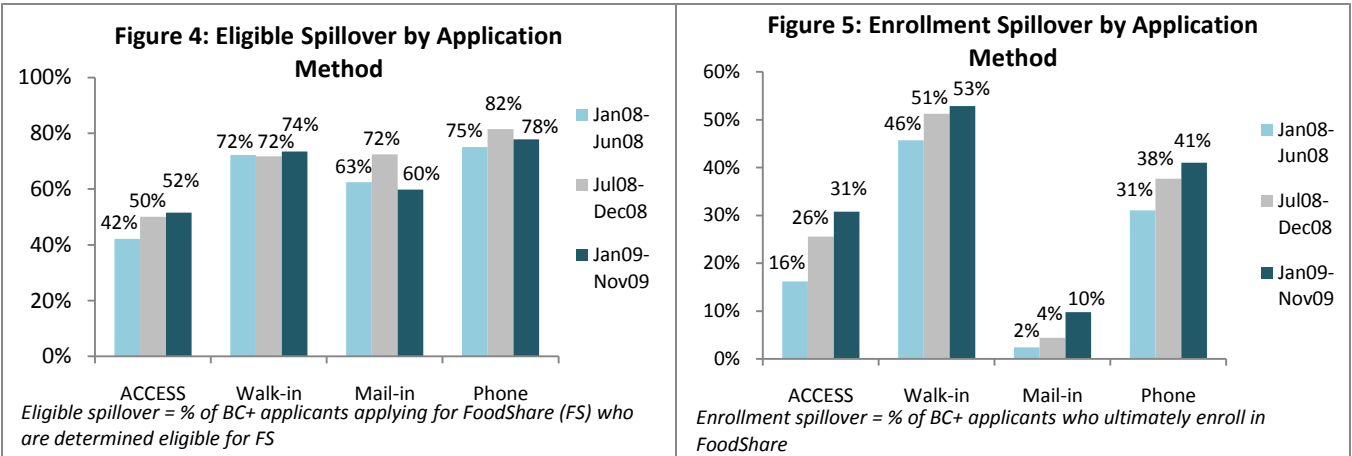 Figure 4: Eligible Spillover by Application
Method
100%
80%
60%
40%
20%
0%
42%
50%
52%
72%
72%
74%
63%
72%
60%
75%
82%
78%
Jan08-
Jun08
Jul08-
Dec08
Jan09-
Nov09
ACCESS Walk-in Mail-in Phone
Eligible spillover = % of BC+ applicants applying for FoodShare (FS) who
are determined eligible for FS
Figure 5: Enrollment Spillover by Application
Method
60%
50%
40%
30%
20%
10%
0%
16%
26%
31%
46%
51%
53%
2%
4%
10%
31%
38%
41%
Jan08-
Jun08
Jul08-
Dec08
Jan09-
Nov09
ACCESS Walk-in Mail-in Phone
Enrollment spillover = % of BC+ applicants who ultimately enroll in
FoodShare